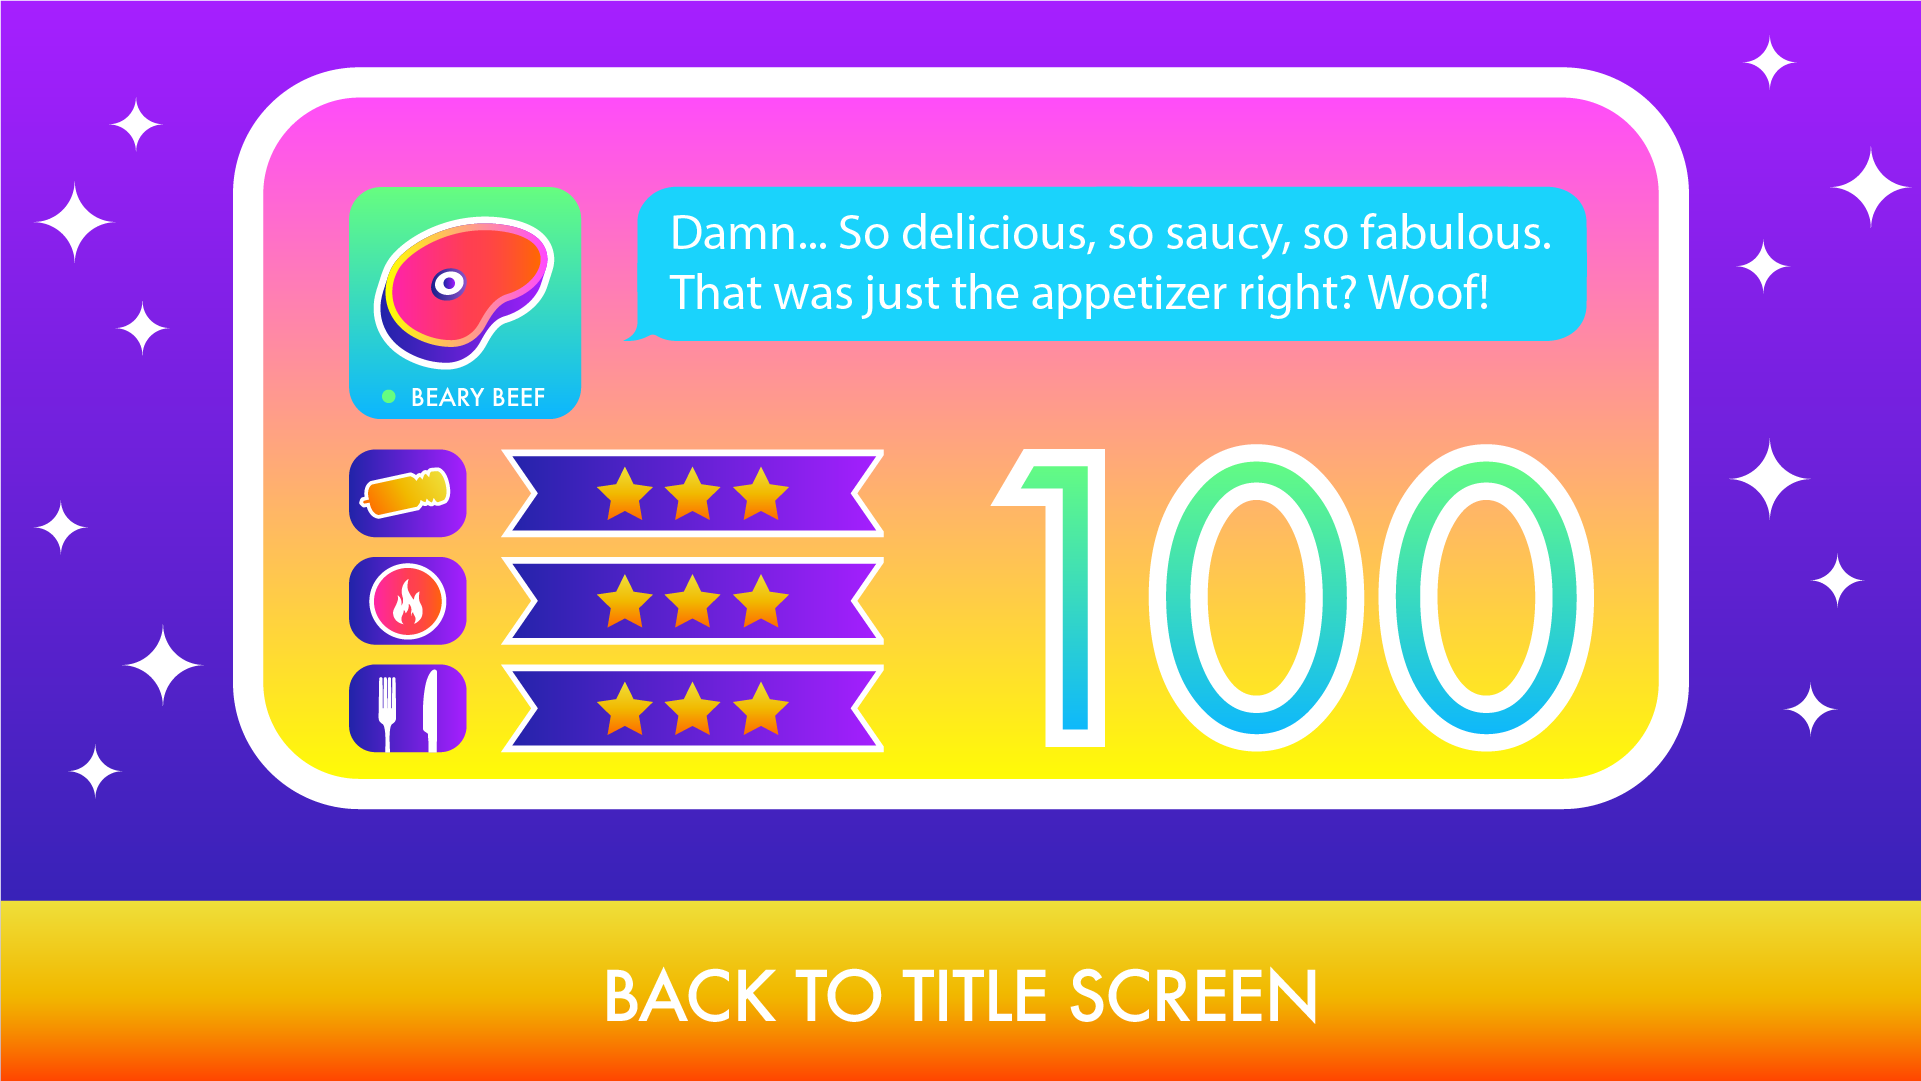 Damn... So delicious, so saucy, so fabulous.
That was just the appetizer right? Woof!
BEARY BEEF
100
BACK TO TITLE SCREEN